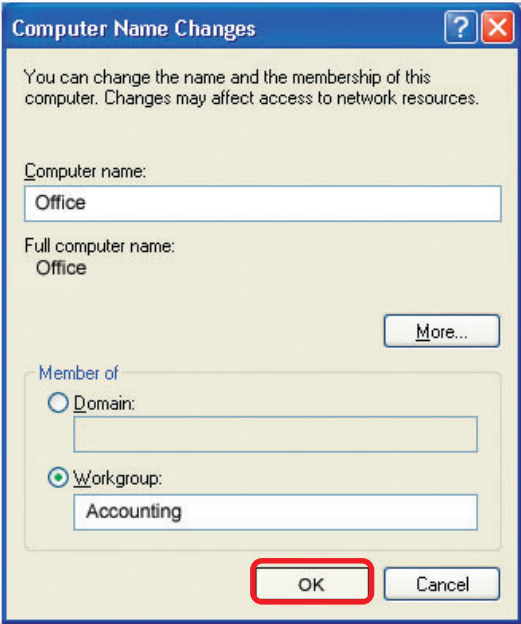 Computer Name Changes
You can change the name and the membership of this
computer. Changes may affect access to network resources.
Computer name:
Office
Full computer name:
Office
More...
Member of
Domain:
Workgroup:
Accounting
OK Cancel